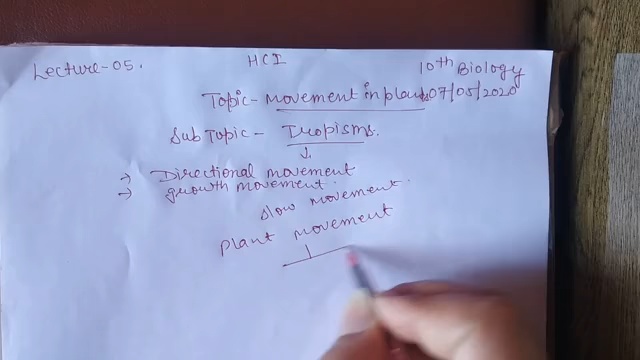 Lecture-05.
HCI
10th Biology
Topic- Movement in plants 07/05/2020
Sub Topic - Tropisms.
→ Directional movement
→ growth movement.
slow movement.
Plant movement